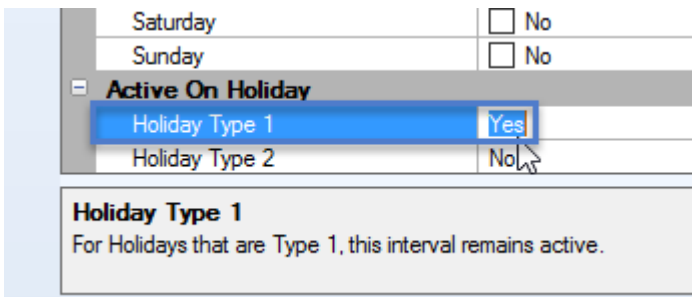 Saturday No
Sunday No
Active On Holiday
Holiday Type 1 Yes
Holiday Type 2 No
Holiday Type 1
For Holidays that are Type 1, this interval remains active.